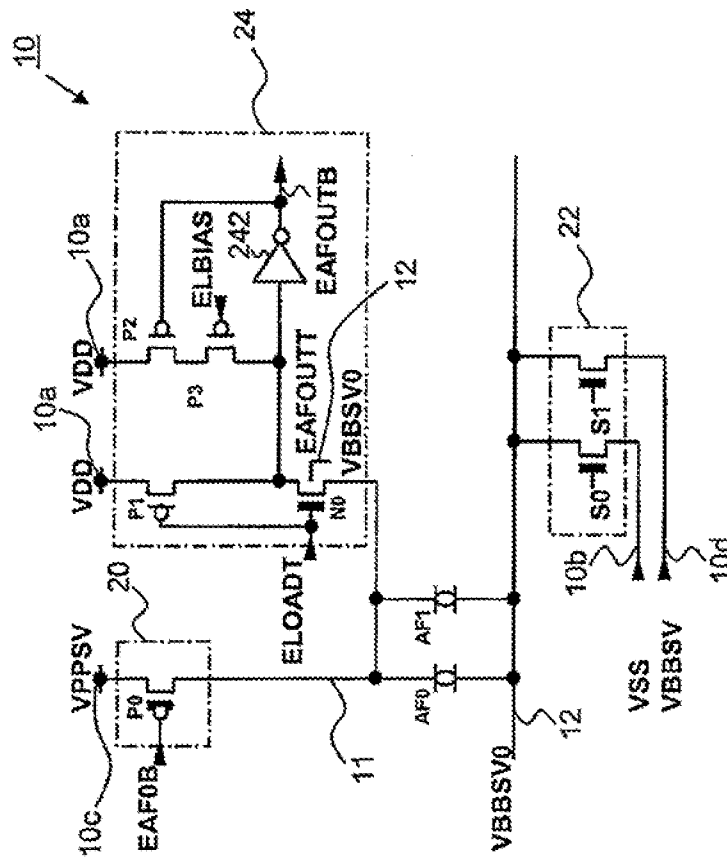 10
24
10a
10a
VDD
VDD
P2
P1
P3
ELBIAS
242
EAFOUTB
EAFOUTT
12
VBBSV0
N0
ELOADT
20
VPPSV
10c
P0
EAF0B
11
AF1
AF0
22
S1
S0
10b
10d
VSS
VBBSV
12
VBBSV0